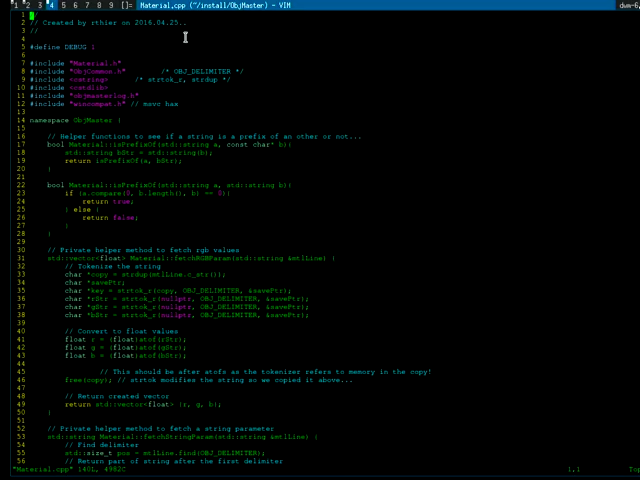 1 2 3 4 5 6 7 8 9 []= Material.cpp (~/install/ObjMaster) - VIM dwm-6
1 //
2 // Created by rthier on 2016.04.25..
3 //
4
5 #define DEBUG 1
6
7 #include "Material.h"
8 #include "ObjCommon.h" /* OBJ_DELIMITER */
9 #include <cstring> /* strtok_r, strdup */
10 #include <cstdlib>
11 #include "objmasterlog.h"
12 #include "wincompat.h" // msvc hax
13
14 namespace ObjMaster {
15
16 // Helper functions to see if a string is a prefix of an other or not...
17 bool Material::isPrefixOf(std::string a, const char* b){
18 std::string bStr = std::string(b);
19 return isPrefixOf(a, bStr);
20 }
21
22 bool Material::isPrefixOf(std::string a, std::string b){
23 if (a.compare(0, b.length(), b) == 0){
24 return true;
25 } else {
26 return false;
27 }
28 }
29
30 // Private helper method to fetch rgb values
31 std::vector<float> Material::fetchRGBParam(std::string &mtlLine) {
32 // Tokenize the string
33 char *copy = strdup(mtlLine.c_str());
34 char *savePtr;
35 char *key = strtok_r(copy, OBJ_DELIMITER, &savePtr);
36 char *rStr = strtok_r(nullptr, OBJ_DELIMITER, &savePtr);
37 char *gStr = strtok_r(nullptr, OBJ_DELIMITER, &savePtr);
38 char *bStr = strtok_r(nullptr, OBJ_DELIMITER, &savePtr);
39
40 // Convert to float values
41 float r = (float)atof(rStr);
42 float g = (float)atof(gStr);
43 float b = (float)atof(bStr);
44
45 // This should be after atofs as the tokenizer refers to memory in the copy!
46 free(copy); // strtok modifies the string so we copied it above...
47
48 // Return created vector
49 return std::vector<float> {r, g, b};
50 }
51
52 // Private helper method to fetch a string parameter
53 std::string Material::fetchStringParam(std::string &mtlLine) {
54 // Find delimiter
55 std::size_t pos = mtlLine.find(OBJ_DELIMITER);
56 // Return part of string after the first delimiter
"Material.cpp" 140L, 4982C 1,1 Top